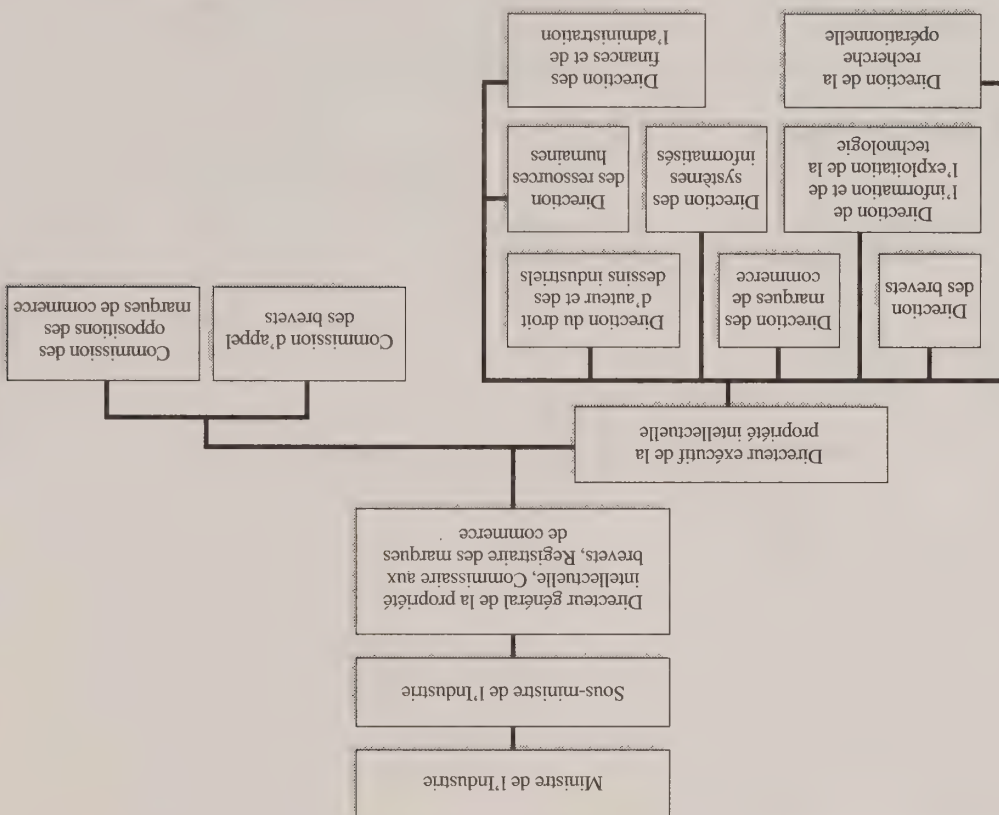 Ministre de l'Industrie
Sous-ministre de l'Industrie
Directeur général de la propriété
intellectuelle, Commissaire aux
brevets, Registraire des marques
de commerce
Directeur exécutif de la
propriété intellectuelle
Commission d'appel
des brevets
Commission des
oppositions des
marques de commerce
Direction
des brevets
Direction des
marques de
commerce
Direction du droit
d'auteur et des
dessins industriels
Direction de
l'information et de
l'exploitation de la
technologie
Direction des
systèmes
informatisés
Direction
des ressources
humaines
Direction de la
recherche
opérationnelle
Direction des
finances et de
l'administration